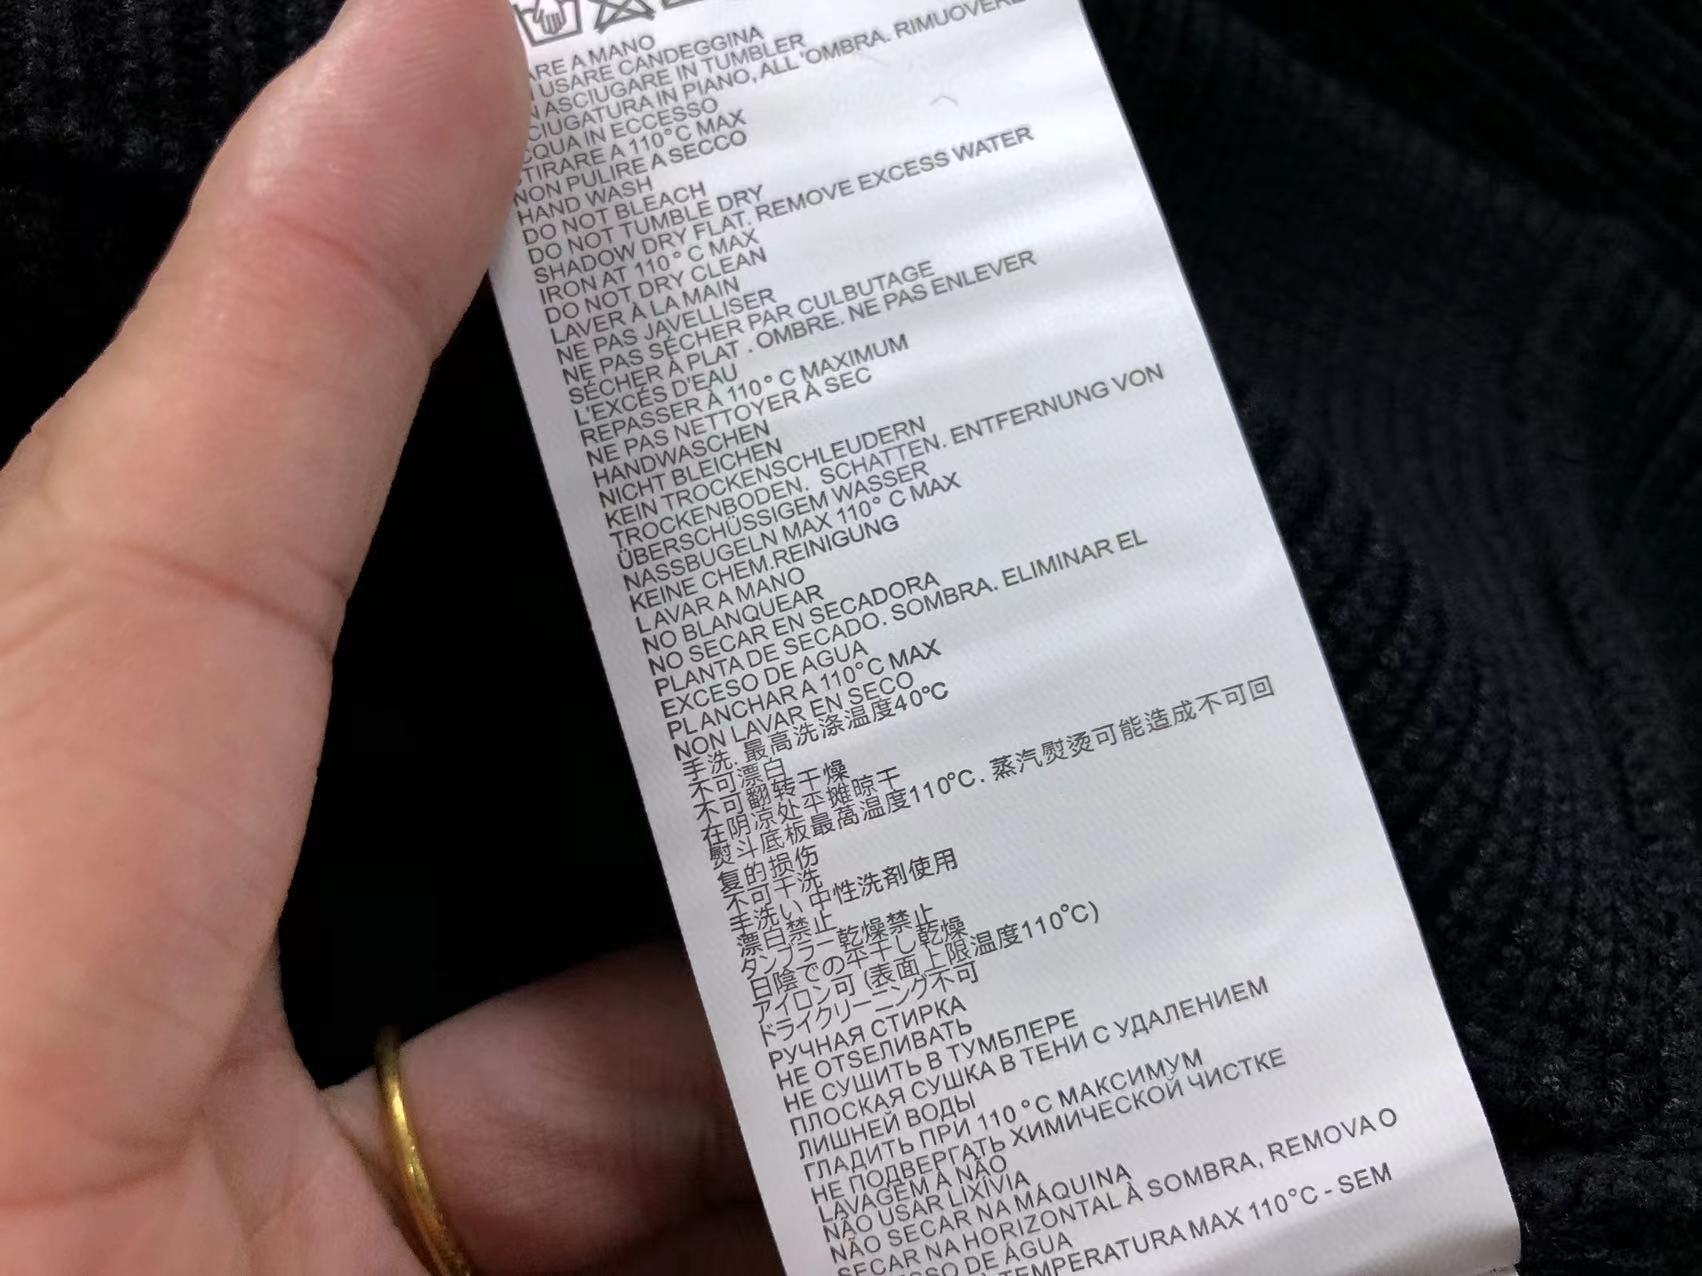 ARE A MANO
USARE CANDEGGINA
ASCIUGARE IN TUMBLER
CIUGATURA IN PIANO, ALL 'OMBRA. RIMUOVERE
CQUA IN ECCESSO
STIRARE A 110°C MAX
NON PULIRE A SECCO
HAND WASH
DO NOT BLEACH
DO NOT TUMBLE DRY
SHADOW DRY FLAT. REMOVE EXCESS WATER
IRON AT 110° C MAX
DO NOT DRY CLEAN
LAVER À LA MAIN
NE PAS JAVELLISER
NE PAS SÉCHER PAR CULBUTAGE
SÉCHER À PLAT . OMBRE. NE PAS ENLEVER
L'EXCÉS D'EAU
REPASSER À 110° C MAXIMUM
NE PAS NETTOYER À SEC
HANDWASCHEN
NICHT BLEICHEN
KEIN TROCKENSCHLEUDERN
TROCKENBODEN. SCHATTEN. ENTFERNUNG VON
ÜBERSCHÜSSIGEM WASSER
NASSBUGELN MAX 110° C MAX
KEINE CHEM.REINIGUNG
LAVAR A MANO
NO BLANQUEAR
NO SECAR EN SECADORA
PLANTA DE SECADO. SOMBRA. ELIMINAR EL
EXCESO DE AGUA
PLANCHAR A 110°C MAX
NON LAVAR EN SECO
手洗. 最高洗涤温度40℃
不可漂白
不可翻转干燥
在阴凉处平摊晾干
熨斗底板最高温度110℃. 蒸汽熨烫可能造成不可回
复的损伤
不可干洗
手洗い 中性洗剤使用
漂白禁止
タンブラー乾燥禁止
日陰での平干し乾燥
アイロン可 (表面上限温度110℃)
ドライクリーニング不可
РУЧНАЯ СТИРКА
НЕ ОТБЕЛИВАТЬ
НЕ СУШИТЬ В ТУМБЛЕРЕ
ПЛОСКАЯ СУШКА В ТЕНИ С УДАЛЕНИЕМ
ЛИШНЕЙ ВОДЫ
ГЛАДИТЬ ПРИ 110 °C МАКСИМУМ
НЕ ПОДВЕРГАТЬ ХИМИЧЕСКОЙ ЧИСТКЕ
LAVAGEM À NÃO
NÃO USAR LIXÍVIA
NÃO SECAR NA MÁQUINA
SECAR NA HORIZONTAL À SOMBRA, REMOVA O
SSO DE ÁGUA
TEMPERATURA MAX 110°C - SEM